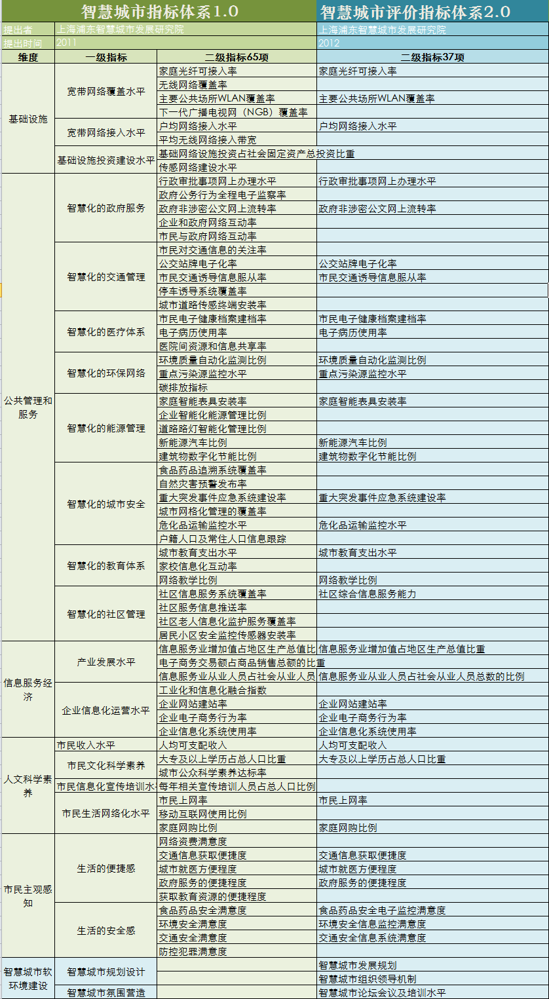 智慧城市指标体系1.0 智慧城市评价指标体系2.0
提出者 上海浦东智慧城市发展研究院 上海浦东智慧城市发展研究院
提出时间 2011 2012
维度 一级指标 二级指标65项 二级指标37项
基础设施 宽带网络覆盖水平 家庭光纤可接入率 家庭光纤可接入率
无线网络覆盖率
主要公共场所WLAN覆盖率 主要公共场所WLAN覆盖率
下一代广播电视网（NGB）覆盖率
宽带网络接入水平 户均网络接入水平 户均网络接入水平
平均无线网络接入带宽
基础设施投资建设水平 基础网络设施投资占社会固定资产总投资比重
传感网络建设水平
公共管理和服务 智慧化的政府服务 行政审批事项网上办理水平 行政审批事项网上办理水平
政府公务行为全程电子监察率
政府非涉密公文网上流转率 政府非涉密公文网上流转率
企业和政府网络互动率
市民与政府网络互动率
智慧化的交通管理 市民对交通信息的关注率
公交站牌电子化率 公交站牌电子化率
市民交通诱导信息服从率 市民交通诱导信息服从率
停车诱导系统覆盖率
城市道路传感终端安装率
智慧化的医疗体系 市民电子健康档案建档率 市民电子健康档案建档率
电子病历使用率 电子病历使用率
医院间资源和信息共享率
智慧化的环保网络 环境质量自动化监测比例 环境质量自动化监测比例
重点污染源监控水平 重点污染源监控水平
碳排放指标
智慧化的能源管理 家庭智能表具安装率 家庭智能表具安装率
企业智能化能源管理比例
道路路灯智能化管理比例
新能源汽车比例 新能源汽车比例
建筑物数字化节能比例 建筑物数字化节能比例
智慧化的城市安全 食品药品追溯系统覆盖率
自然灾害预警发布率
重大突发事件应急系统建设率 重大突发事件应急系统建设率
城市网格化管理的覆盖率
危化品运输监控水平 危化品运输监控水平
户籍人口及常住人口信息跟踪
智慧化的教育体系 城市教育支出水平 城市教育支出水平
家校信息化互动率
网络教学比例 网络教学比例
智慧化的社区管理 社区信息服务系统覆盖率 社区综合信息服务能力
社区服务信息推送率
社区老人信息化监护服务覆盖率
居民小区安全监控传感器安装率
信息服务经济 产业发展水平 信息服务业增加值占地区生产总值比 信息服务业增加值占地区生产总值比重
电子商务交易额占商品销售总额的比重
信息服务业从业人员占社会从业人员 信息服务业从业人员占社会从业人员总数的比例
企业信息化运营水平 工业化和信息化融合指数
企业网站建站率 企业网站建站率
企业电子商务行为率 企业电子商务行为率
企业信息化系统使用率 企业信息化系统使用率
人文科学素养 市民收入水平 人均可支配收入 人均可支配收入
市民文化科学素养 大专及以上学历占总人口比重 大专及以上学历占总人口比重
城市公众科学素养达标率
市民信息化宣传培训水 每年相关宣传培训人员占总人口比例
市民生活网络化水平 市民上网率 市民上网率
移动互联网使用比例
家庭网购比例 家庭网购比例
市民主观感知 生活的便捷感 网络资费满意度
交通信息获取便捷度 交通信息获取便捷度
城市就医方便程度 城市就医方便程度
政府服务的便捷程度 政府服务的便捷程度
获取教育资源的便捷程度
生活的安全感 食品药品安全满意度 食品药品安全电子监控满意度
环境安全满意度 环境安全信息监控满意度
交通安全满意度 交通安全信息系统满意度
防控犯罪满意度
智慧城市软环境建设 智慧城市规划设计 智慧城市发展规划
智慧城市组织领导机制
智慧城市氛围营造 智慧城市论坛会议及培训水平